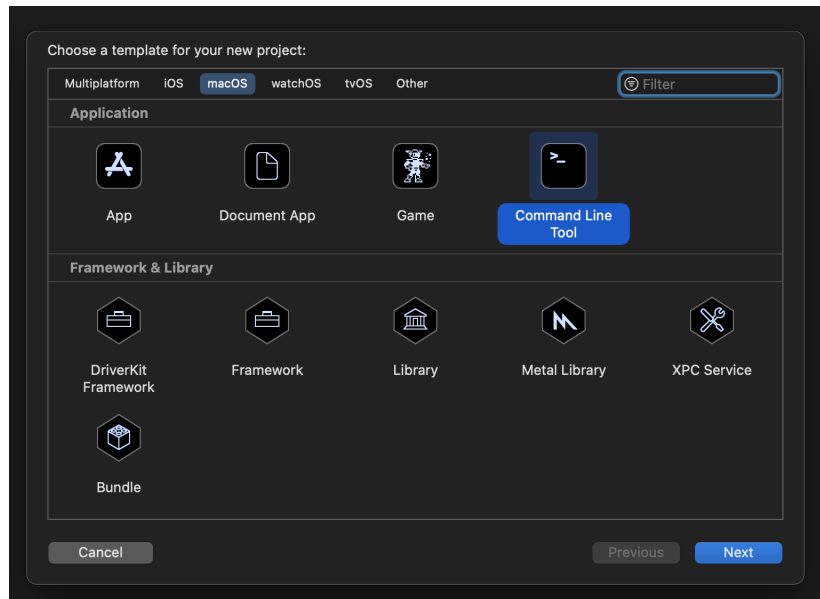 Choose a template for your new project:
Multiplatform iOS macOS watchOS tvOS Other Filter
Application
>_
App Document App Game Command Line
Tool
Framework & Library
DriverKit Framework Library Metal Library XPC Service
Framework
Bundle
Cancel Previous Next